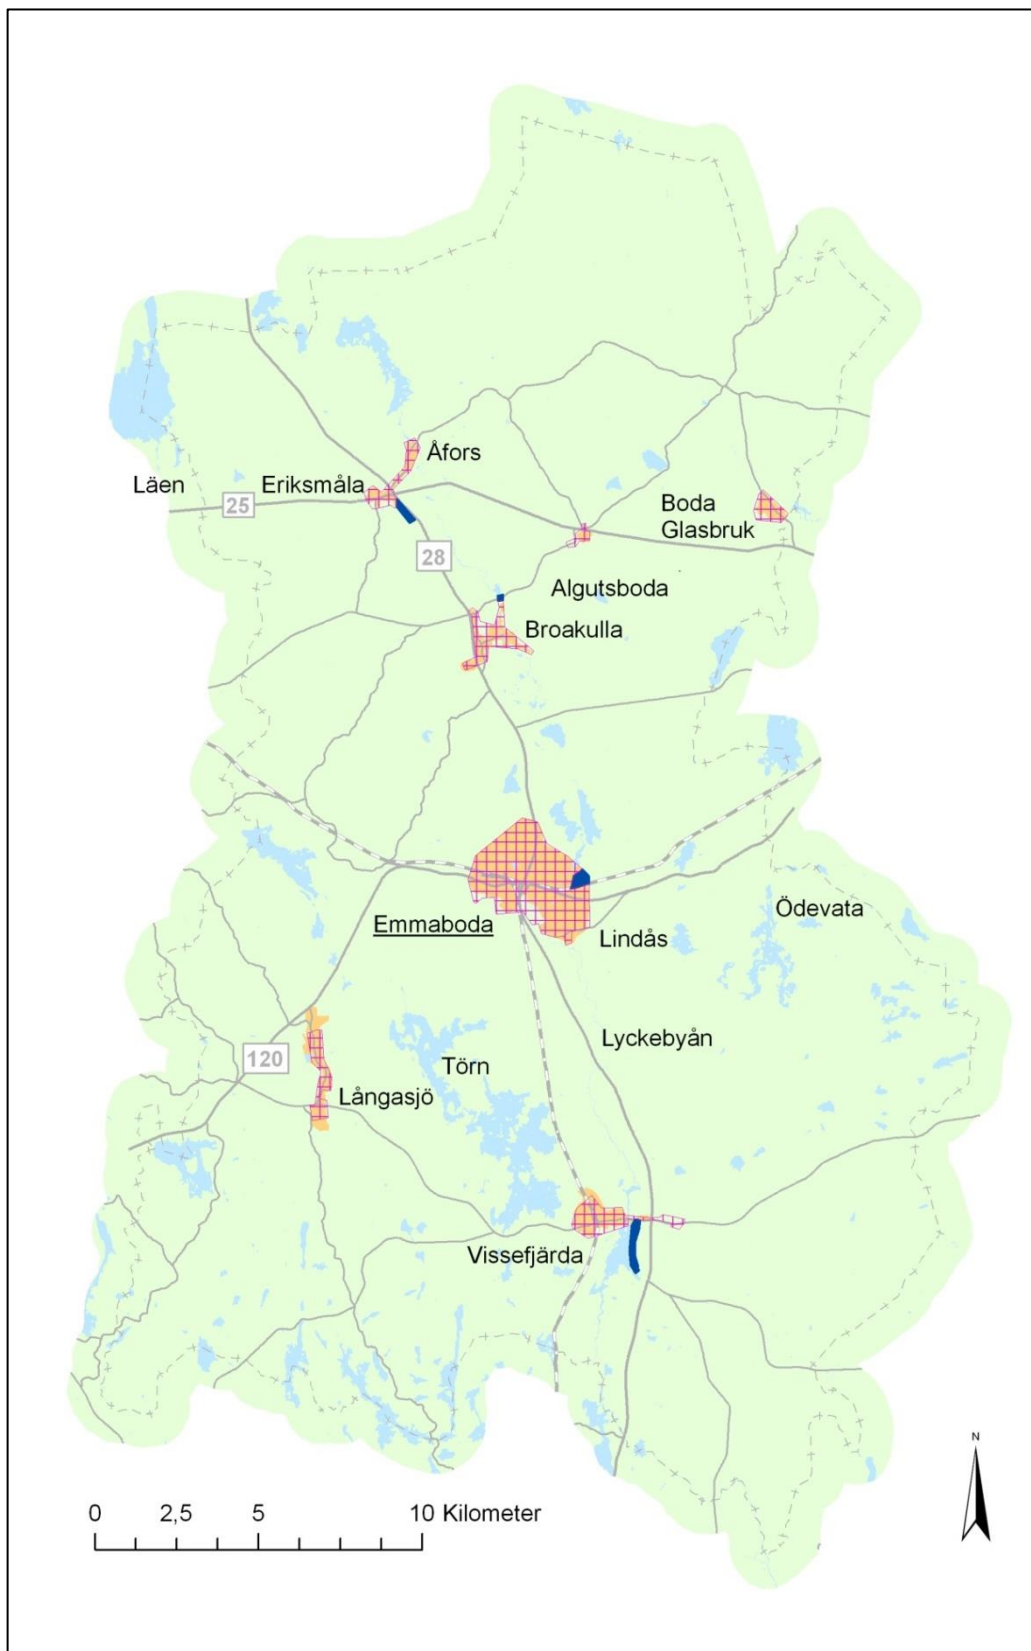 Åfors
Läen
Eriksmåla
25
Boda
Glasbruk
28
Algutsboda
Broakulla
Ödevata
Emmaboda
Lindås
Lyckebyån
120
Törn
Långasjö
Vissefjärda
N
0 2,5 5 10 Kilometer